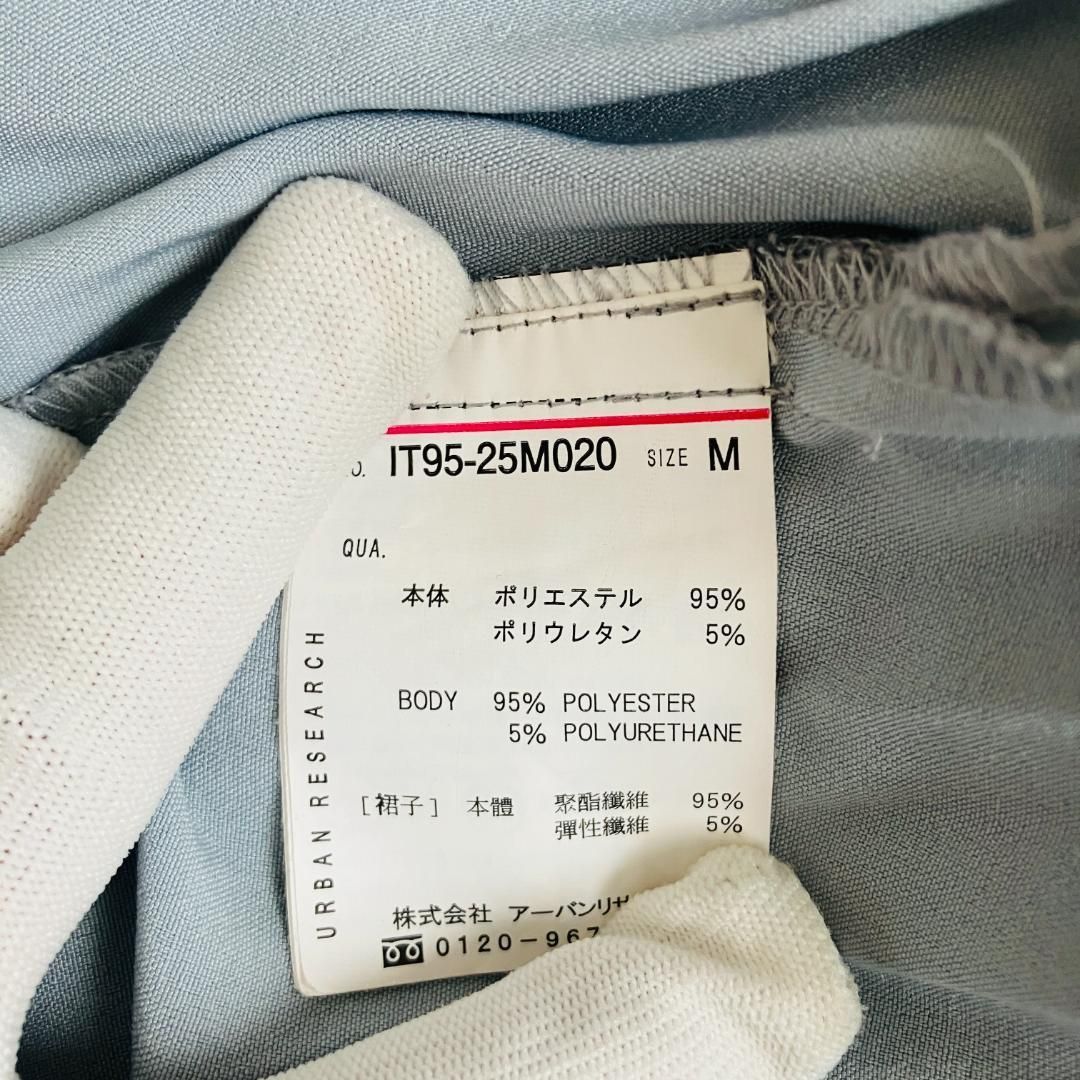 IT95-25M020 SIZE M
QUA.
本体 ポリエステル 95%
ポリウレタン 5%
BODY 95% POLYESTER
5% POLYURETHANE
[裙子] 本體 聚酯纖維 95%
彈性纖維 5%
株式会社 アーバンリサ
0120-967
URBAN RESEARCH